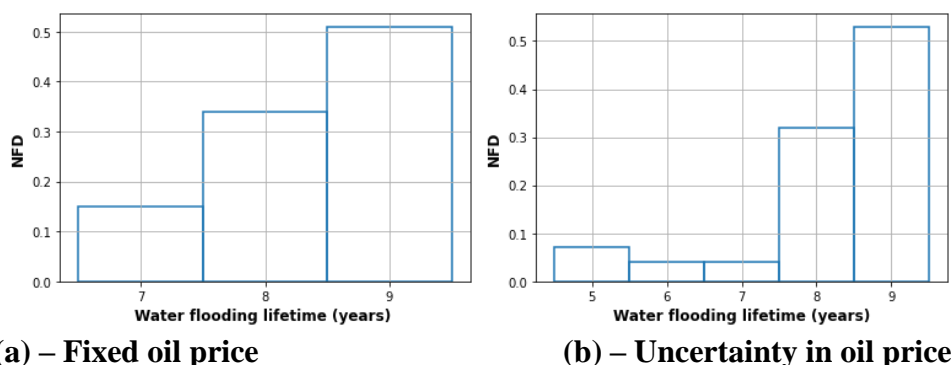 0.5
0.4
0.3
0.2
0.1
0.0
NFD
7 8 9
Water flooding lifetime (years)
(a) – Fixed oil price
0.5
0.4
0.3
0.2
0.1
0.0
NFD
5 6 7 8 9
Water flooding lifetime (years)
(b) – Uncertainty in oil price